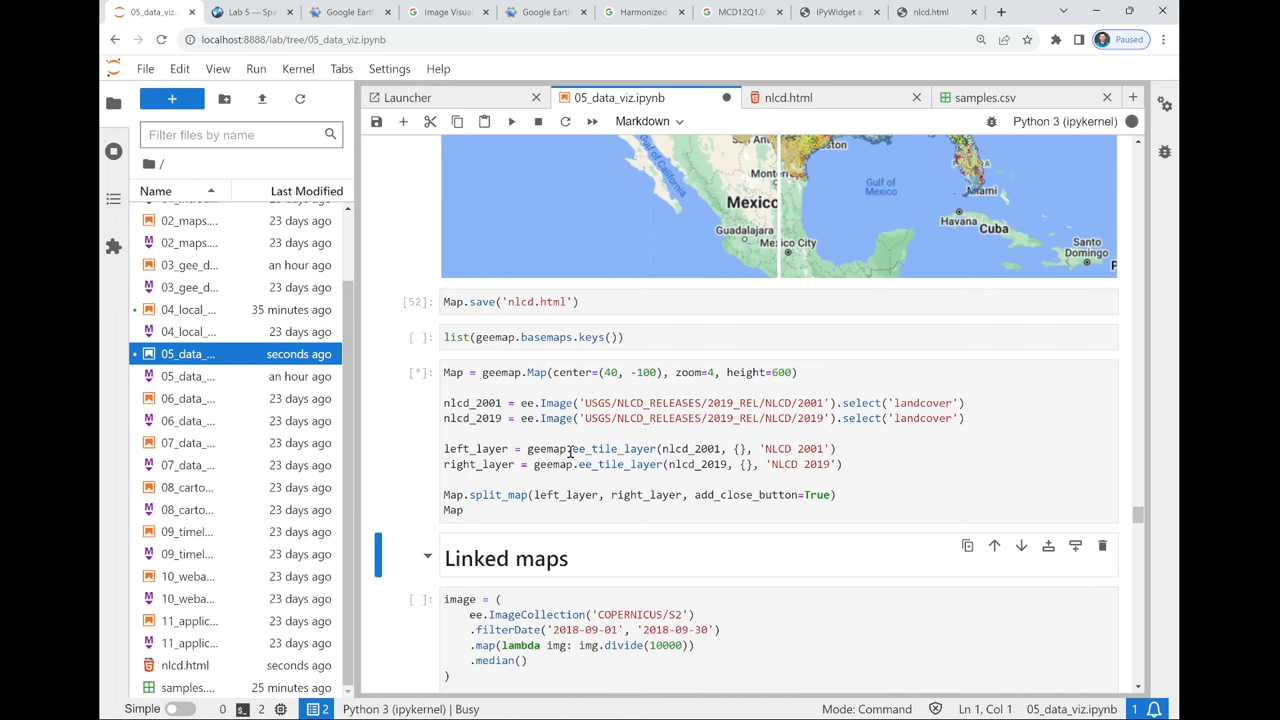 05_data_viz.
Lab 5 — Spa
Google Eart
Image Visual
Google Eart
Harmonized
MCD12Q1.0
PyWidget e
nlcd.html
localhost:8888/lab/tree/05_data_viz.ipynb
Paused
File Edit View Run Kernel Tabs Settings Help
Launcher
05_data_viz.ipynb
nlcd.html
samples.csv
Filter files by name
Markdown
Python 3 (ipykernel)
/
Name Last Modified
02_maps.... 23 days ago
02_maps.... 23 days ago
03_gee_d... an hour ago
03_gee_d... 23 days ago
04_local_... 35 minutes ago
04_local_... 23 days ago
05_data_... seconds ago
05_data_... an hour ago
06_data_... 23 days ago
06_data_... 23 days ago
07_data_... 23 days ago
07_data_... 23 days ago
08_carto... 23 days ago
08_carto... 23 days ago
09_timel... 23 days ago
09_timel... 23 days ago
10_weba... 23 days ago
10_weba... 23 days ago
11_applic... 23 days ago
11_applic... 23 days ago
nlcd.html seconds ago
samples.... 25 minutes ago
San Ant
ston
Gulf of California
Monterr
Gulf of Mexico
Miami
Mexico
Havana
Cuba
Guadalajara
Mexico City
Santo Domingo
P
[52]: Map.save('nlcd.html')
[ ]: list(geemap.basemaps.keys())
[*]: Map = geemap.Map(center=(40, -100), zoom=4, height=600)
nlcd_2001 = ee.Image('USGS/NLCD_RELEASES/2019_REL/NLCD/2001').select('landcover')
nlcd_2019 = ee.Image('USGS/NLCD_RELEASES/2019_REL/NLCD/2019').select('landcover')
left_layer = geemap.ee_tile_layer(nlcd_2001, {}, 'NLCD 2001')
right_layer = geemap.ee_tile_layer(nlcd_2019, {}, 'NLCD 2019')
Map.split_map(left_layer, right_layer, add_close_button=True)
Map
Linked maps
[ ]: image = (
ee.ImageCollection('COPERNICUS/S2')
.filterDate('2018-09-01', '2018-09-30')
.map(lambda img: img.divide(10000))
.median()
)
Simple 0 2 2 Python 3 (ipykernel) | Busy Mode: Command Ln 1, Col 1 05_data_viz.ipynb 1